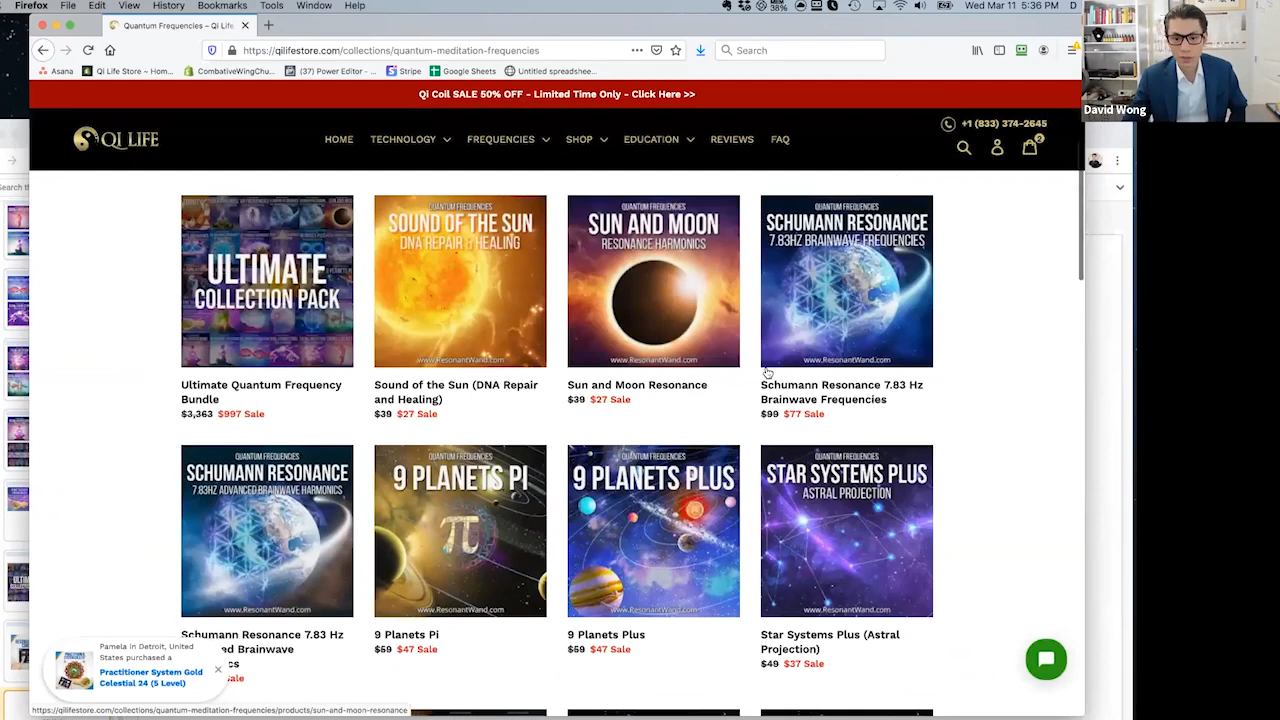 Firefox File Edit View History Bookmarks Tools Window Help
38%
Wed Mar 11 5:36 PM D
Quantum Frequencies – Qi Life
https://qilifestore.com/collections/quantum-meditation-frequencies
Search
Asana Qi Life Store ~ Hom... CombativeWingChu... (37) Power Editor - ... Stripe Google Sheets Untitled spreadshee...
David Wong
Qi Coil SALE 50% OFF - Limited Time Only - Click Here >>
QI LIFE
HOME TECHNOLOGY FREQUENCIES SHOP EDUCATION REVIEWS FAQ
+1 (833) 374-2645
2
Search th
ULTIMATE
COLLECTION PACK
QUANTUM FREQUENCIES
SOUND OF THE SUN
DNA REPAIR & HEALING
www.ResonantWand.com
QUANTUM FREQUENCIES
SUN AND MOON
RESONANCE HARMONICS
www.ResonantWand.com
QUANTUM FREQUENCIES
SCHUMANN RESONANCE
7.83HZ BRAINWAVE FREQUENCIES
www.ResonantWand.com
Ultimate Quantum Frequency
Bundle
$3,363 $997 Sale
Sound of the Sun (DNA Repair
and Healing)
$39 $27 Sale
Sun and Moon Resonance
$39 $27 Sale
Schumann Resonance 7.83 Hz
Brainwave Frequencies
$99 $77 Sale
QUANTUM FREQUENCIES
SCHUMANN RESONANCE
7.83HZ ADVANCED BRAINWAVE HARMONICS
www.ResonantWand.com
QUANTUM FREQUENCIES
9 PLANETS PI
π
www.ResonantWand.com
QUANTUM FREQUENCIES
9 PLANETS PLUS
www.ResonantWand.com
QUANTUM FREQUENCIES
STAR SYSTEMS PLUS
ASTRAL PROJECTION
www.ResonantWand.com
Schumann Resonance 7.83 Hz
ed Brainwave
cs
ale
9 Planets Pi
$59 $47 Sale
9 Planets Plus
$59 $47 Sale
Star Systems Plus (Astral
Projection)
$49 $37 Sale
Pamela in Detroit, United
States purchased a
Practitioner System Gold
Celestial 24 (5 Level)
https://qilifestore.com/collections/quantum-meditation-frequencies/products/sun-and-moon-resonance